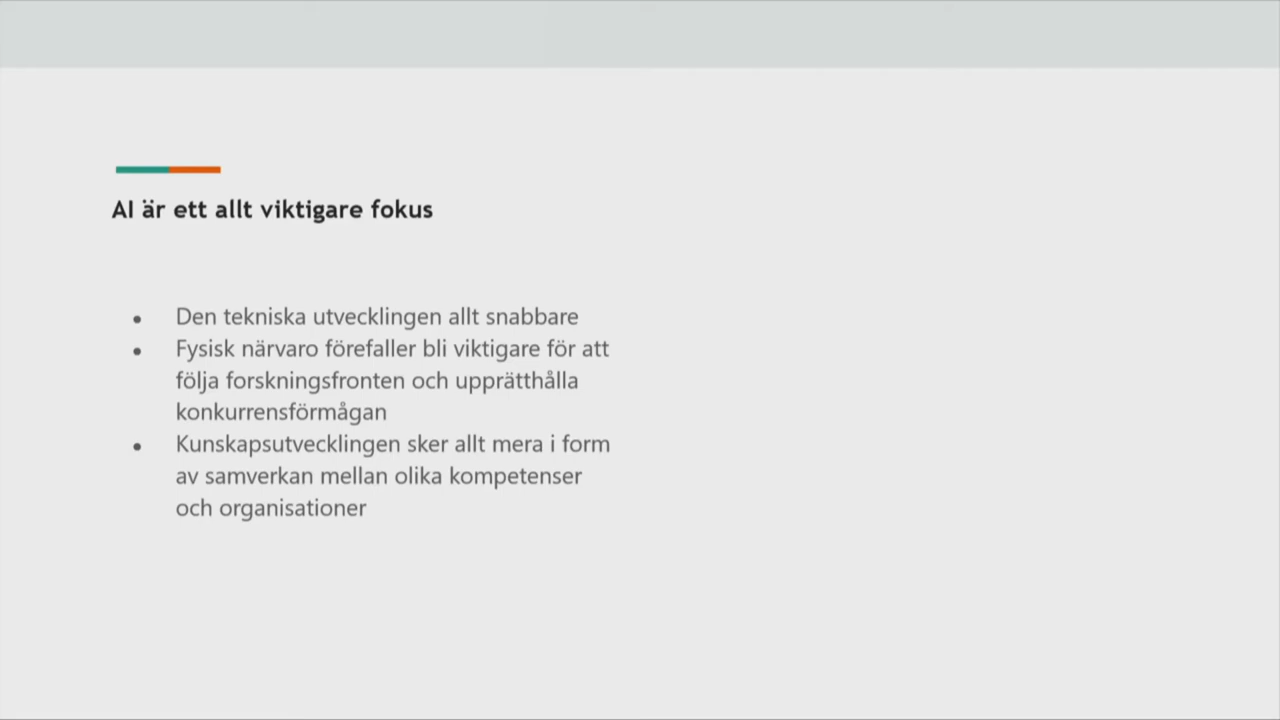 AI är ett allt viktigare fokus
● Den tekniska utvecklingen allt snabbare
● Fysisk närvaro förefaller bli viktigare för att
följa forskningsfronten och upprätthålla
konkurrensförmågan
● Kunskapsutvecklingen sker allt mera i form
av samverkan mellan olika kompetenser
och organisationer